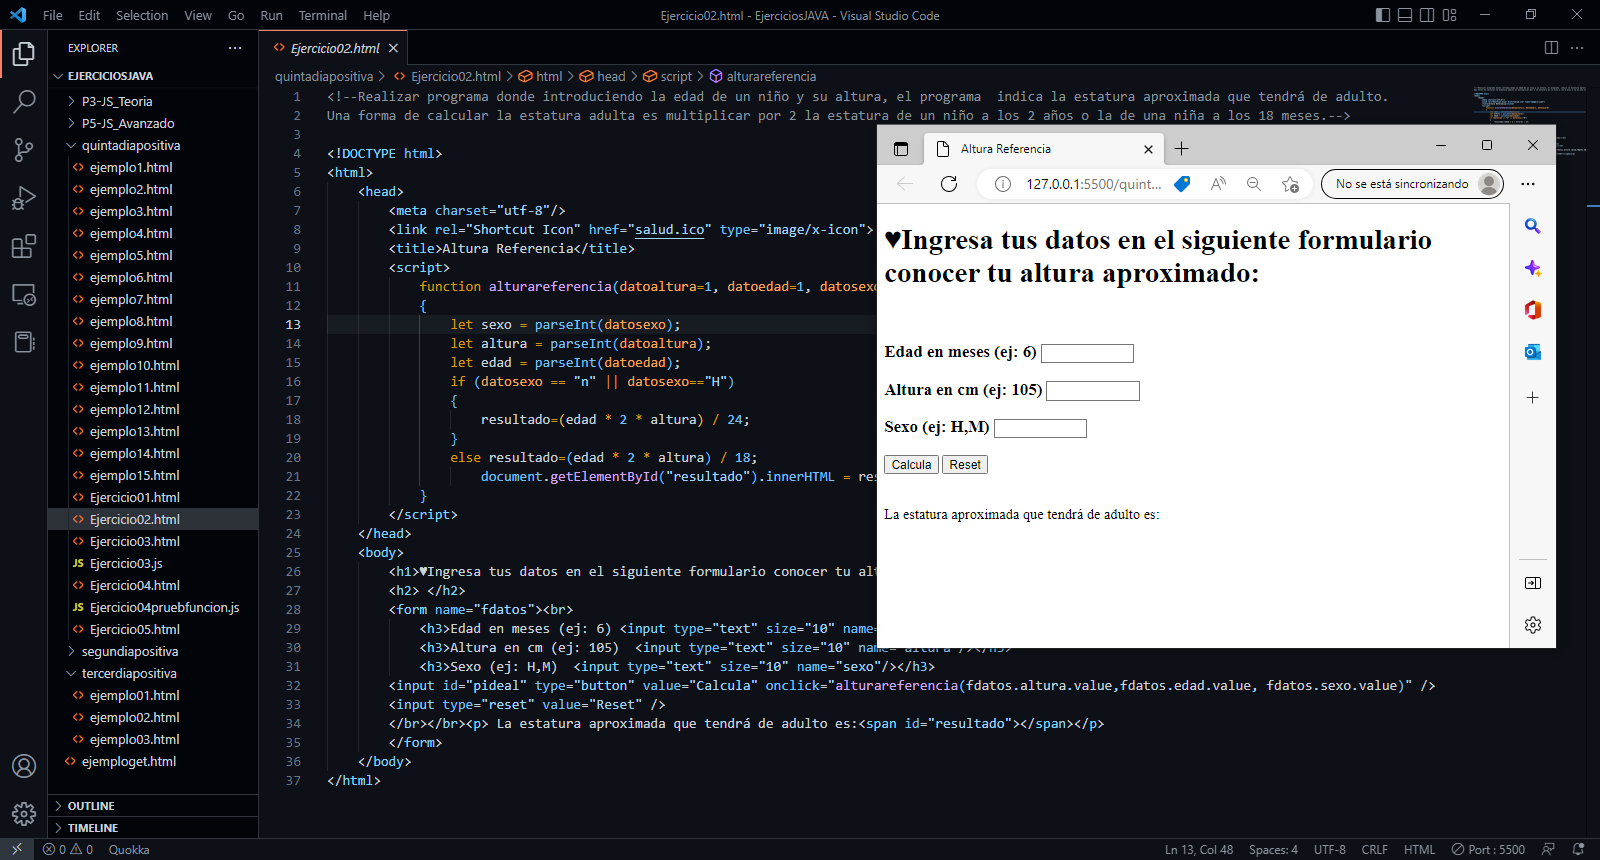 File Edit Selection View Go Run Terminal Help
Ejercicio02.html - EjerciciosJAVA - Visual Studio Code
EXPLORER
EJERCICIOSJAVA
P3-JS_Teoria
P5-JS_Avanzado
quintadiapositiva
ejemplo1.html
ejemplo2.html
ejemplo3.html
ejemplo4.html
ejemplo5.html
ejemplo6.html
ejemplo7.html
ejemplo8.html
ejemplo9.html
ejemplo10.html
ejemplo11.html
ejemplo12.html
ejemplo13.html
ejemplo14.html
ejemplo15.html
Ejercicio01.html
Ejercicio02.html
Ejercicio03.html
JS Ejercicio03.js
Ejercicio04.html
JS Ejercicio04pruebfuncion.js
Ejercicio05.html
segundiapositiva
tercerdiapositiva
ejemplo01.html
ejemplo02.html
ejemplo03.html
ejemploget.html
OUTLINE
TIMELINE
Ejercicio02.html
quintadiapositiva > Ejercicio02.html > html > head > script > alturareferencia
1 <!--Realizar programa donde introduciendo la edad de un niño y su altura, el programa  indica la estatura aproximada que tendrá de adulto.
2 Una forma de calcular la estatura adulta es multiplicar por 2 la estatura de un niño a los 2 años o la de una niña a los 18 meses.-->
3
4 <!DOCTYPE html>
5 <html>
6 <head>
7 <meta charset="utf-8"/>
8 <link rel="Shortcut Icon" href="salud.ico" type="image/x-icon">
9 <title>Altura Referencia</title>
10 <script>
11 function alturareferencia(datoaltura=1, datoedad=1, datosexo
12 {
13 let sexo = parseInt(datosexo);
14 let altura = parseInt(datoaltura);
15 let edad = parseInt(datoedad);
16 if (datosexo == "n" || datosexo=="H")
17 {
18 resultado=(edad * 2 * altura) / 24;
19 }
20 else resultado=(edad * 2 * altura) / 18;
21 document.getElementById("resultado").innerHTML = res
22 }
23 </script>
24 </head>
25 <body>
26 <h1>♥Ingresa tus datos en el siguiente formulario conocer tu alt
27 <h2> </h2>
28 <form name="fdatos"><br>
29 <h3>Edad en meses (ej: 6) <input type="text" size="10" name=
30 <h3>Altura en cm (ej: 105)  <input type="text" size="10" name="altura"/></h3>
31 <h3>Sexo (ej: H,M)  <input type="text" size="10" name="sexo"/></h3>
32 <input id="pideal" type="button" value="Calcula" onclick="alturareferencia(fdatos.altura.value,fdatos.edad.value, fdatos.sexo.value)" />
33 <input type="reset" value="Reset" />
34 </br></br><p> La estatura aproximada que tendrá de adulto es:<span id="resultado"></span></p>
35 </form>
36 </body>
37 </html>
Altura Referencia
127.0.0.1:5500/quint...
No se está sincronizando
♥Ingresa tus datos en el siguiente formulario
conocer tu altura aproximado:
Edad en meses (ej: 6)
Altura en cm (ej: 105)
Sexo (ej: H,M)
Calcula Reset
La estatura aproximada que tendrá de adulto es:
0 0 Quokka
Ln 13, Col 48 Spaces: 4 UTF-8 CRLF HTML Port : 5500